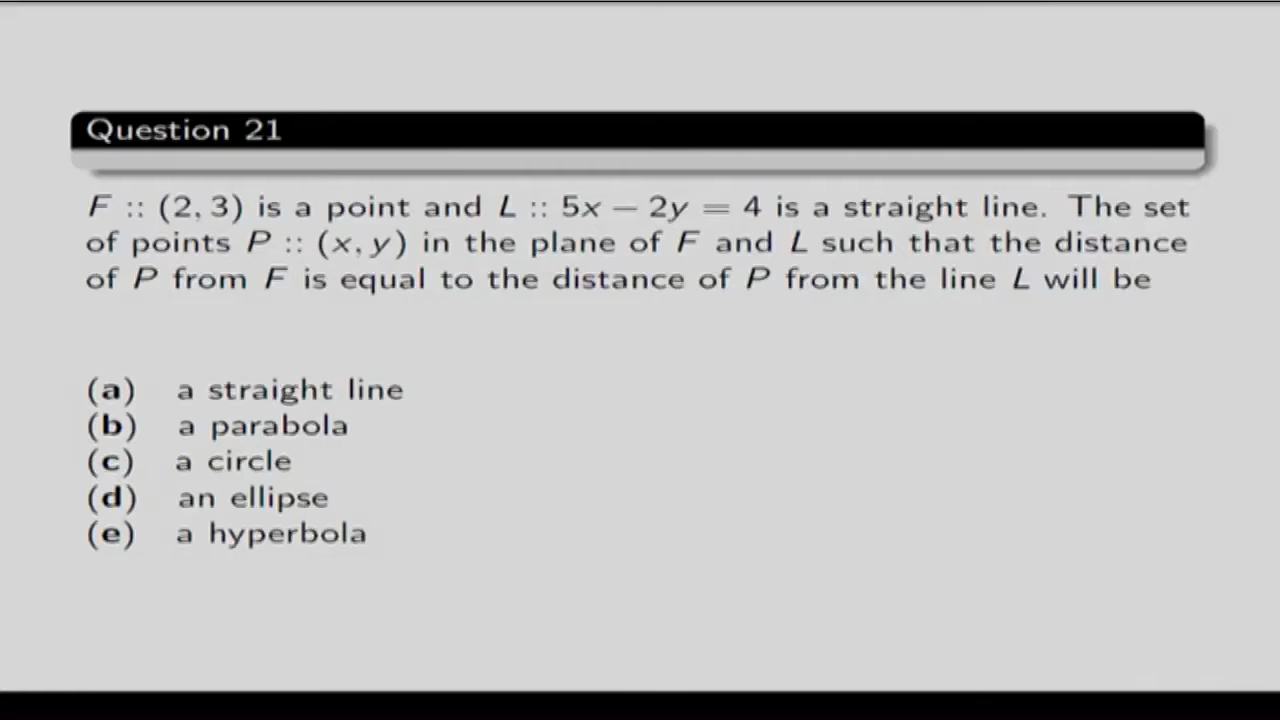 Question 21
F :: (2, 3) is a point and L :: 5x − 2y = 4 is a straight line. The set
of points P :: (x, y) in the plane of F and L such that the distance
of P from F is equal to the distance of P from the line L will be
(a) a straight line
(b) a parabola
(c) a circle
(d) an ellipse
(e) a hyperbola